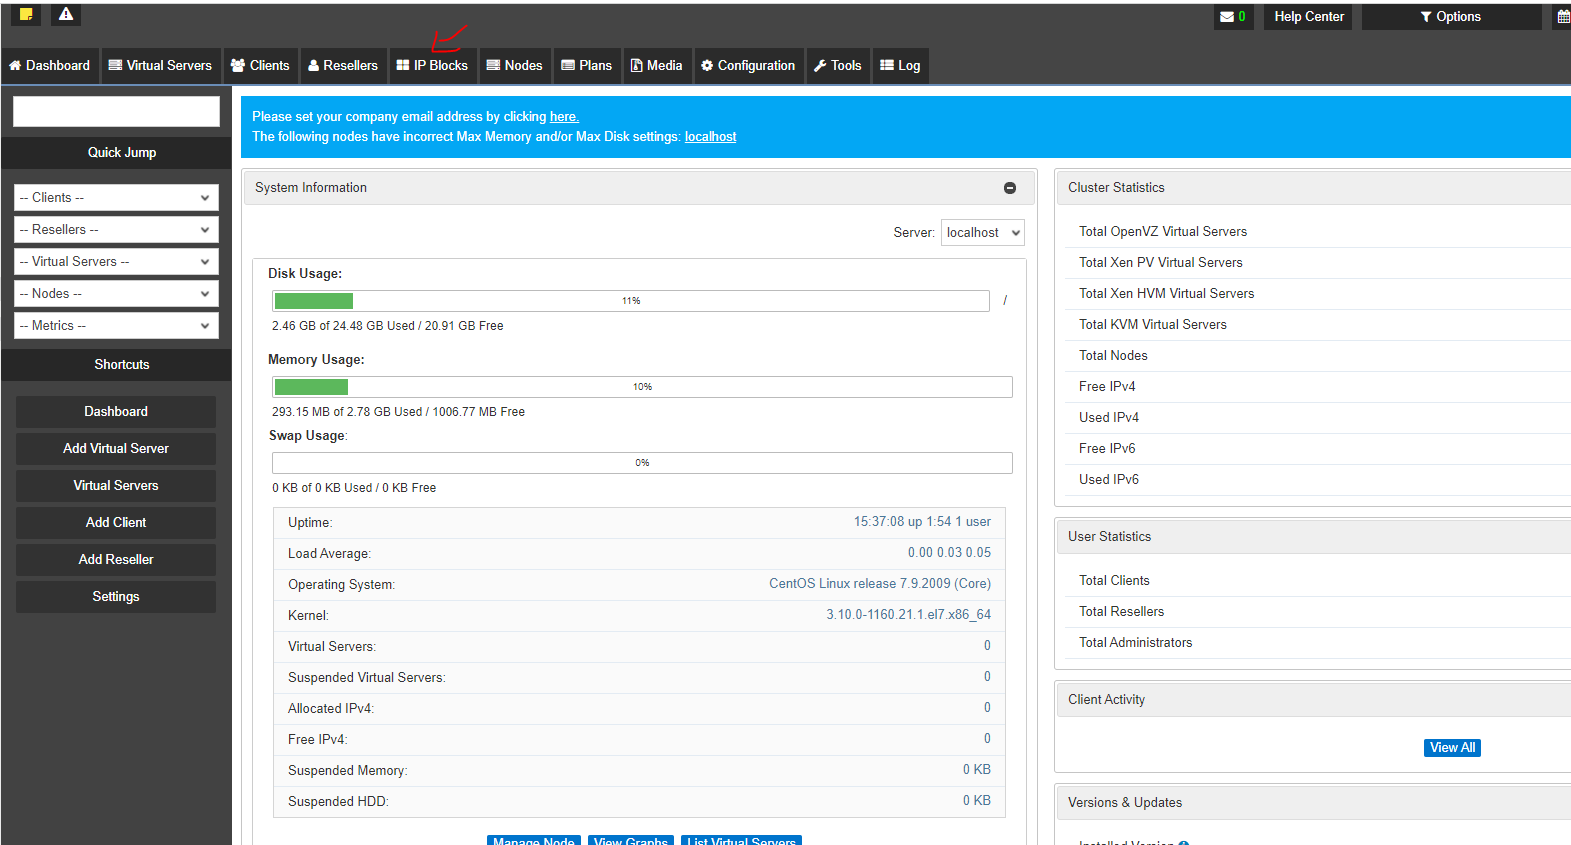 0
Help Center
Options
Dashboard
Virtual Servers
Clients
Resellers
IP Blocks
Nodes
Plans
Media
Configuration
Tools
Log
Please set your company email address by clicking here.
The following nodes have incorrect Max Memory and/or Max Disk settings: localhost
Quick Jump
-- Clients --
-- Resellers --
-- Virtual Servers --
-- Nodes --
-- Metrics --
Shortcuts
Dashboard
Add Virtual Server
Virtual Servers
Add Client
Add Reseller
Settings
System Information
Server: localhost
Disk Usage:
11% /
2.46 GB of 24.48 GB Used / 20.91 GB Free
Memory Usage:
10%
293.15 MB of 2.78 GB Used / 1006.77 MB Free
Swap Usage:
0%
0 KB of 0 KB Used / 0 KB Free
Uptime: 15:37:08 up 1:54 1 user
Load Average: 0.00 0.03 0.05
Operating System: CentOS Linux release 7.9.2009 (Core)
Kernel: 3.10.0-1160.21.1.el7.x86_64
Virtual Servers: 0
Suspended Virtual Servers: 0
Allocated IPv4: 0
Free IPv4: 0
Suspended Memory: 0 KB
Suspended HDD: 0 KB
Manage Node
View Graphs
List Virtual Servers
Cluster Statistics
Total OpenVZ Virtual Servers
Total Xen PV Virtual Servers
Total Xen HVM Virtual Servers
Total KVM Virtual Servers
Total Nodes
Free IPv4
Used IPv4
Free IPv6
Used IPv6
User Statistics
Total Clients
Total Resellers
Total Administrators
Client Activity
View All
Versions & Updates
Installed Version